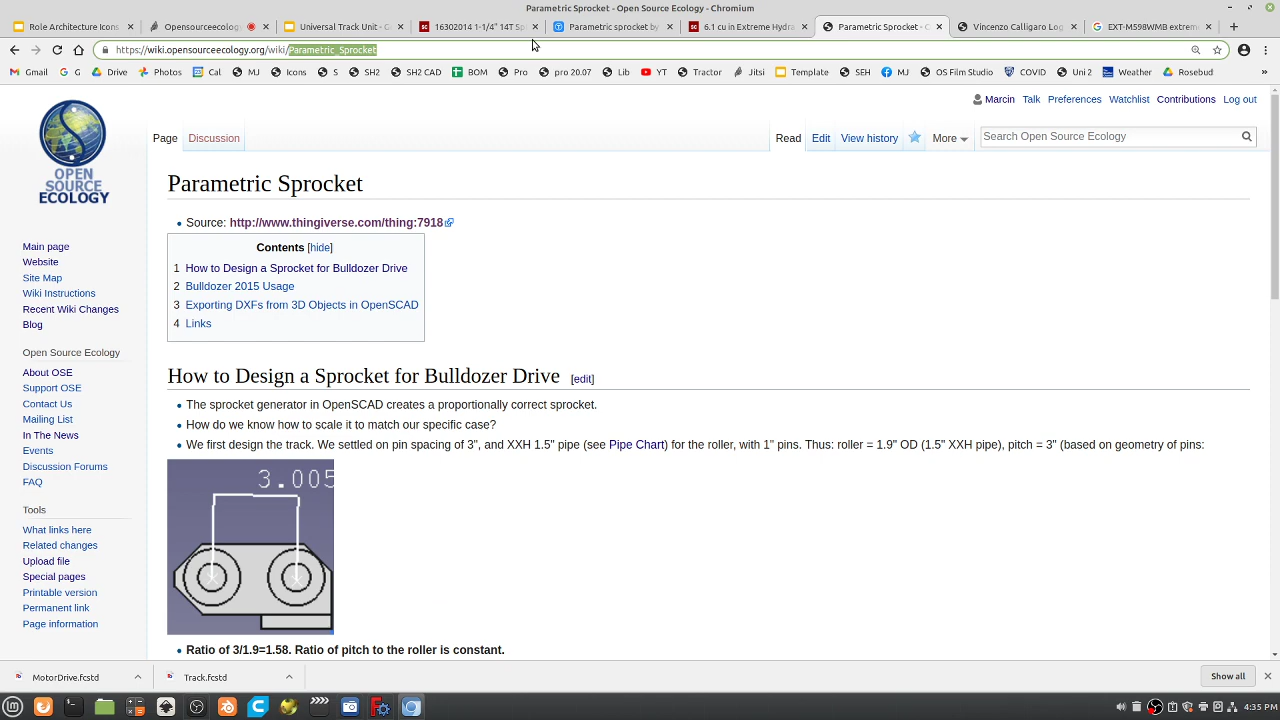 Parametric Sprocket - Open Source Ecology - Chromium
Role Architecture Icons
Opensourceecology
Universal Track Unit - G
16302014 1-1/4" 14T Sp
Parametric sprocket by
6.1 cu in Extreme Hydra
Parametric Sprocket - O
Vincenzo Calligaro Log
EXTM598WMB extrem
https://wiki.opensourceecology.org/wiki/Parametric_Sprocket
Gmail
G
Drive
Photos
Cal
MJ
Icons
S
SH2
SH2 CAD
BOM
Pro
pro 20.07
Lib
YT
Tractor
Jitsi
Template
SEH
MJ
OS Film Studio
COVID
Uni 2
Weather
Rosebud
»
Marcin Talk Preferences Watchlist Contributions Log out
Page Discussion
Read Edit View history More
Search Open Source Ecology
OPEN
SOURCE
ECOLOGY
Main page
Website
Site Map
Wiki Instructions
Recent Wiki Changes
Blog
Open Source Ecology
About OSE
Support OSE
Contact Us
Mailing List
In The News
Events
Discussion Forums
FAQ
Tools
What links here
Related changes
Upload file
Special pages
Printable version
Permanent link
Page information
Parametric Sprocket
Source: http://www.thingiverse.com/thing:7918
Contents [hide]
1 How to Design a Sprocket for Bulldozer Drive
2 Bulldozer 2015 Usage
3 Exporting DXFs from 3D Objects in OpenSCAD
4 Links
How to Design a Sprocket for Bulldozer Drive [edit]
The sprocket generator in OpenSCAD creates a proportionally correct sprocket.
How do we know how to scale it to match our specific case?
We first design the track. We settled on pin spacing of 3", and XXH 1.5" pipe (see Pipe Chart) for the roller, with 1" pins. Thus: roller = 1.9" OD (1.5" XXH pipe), pitch = 3" (based on geometry of pins:
3.005
Ratio of 3/1.9=1.58. Ratio of pitch to the roller is constant.
MotorDrive.fcstd
Track.fcstd
Show all
4:35 PM